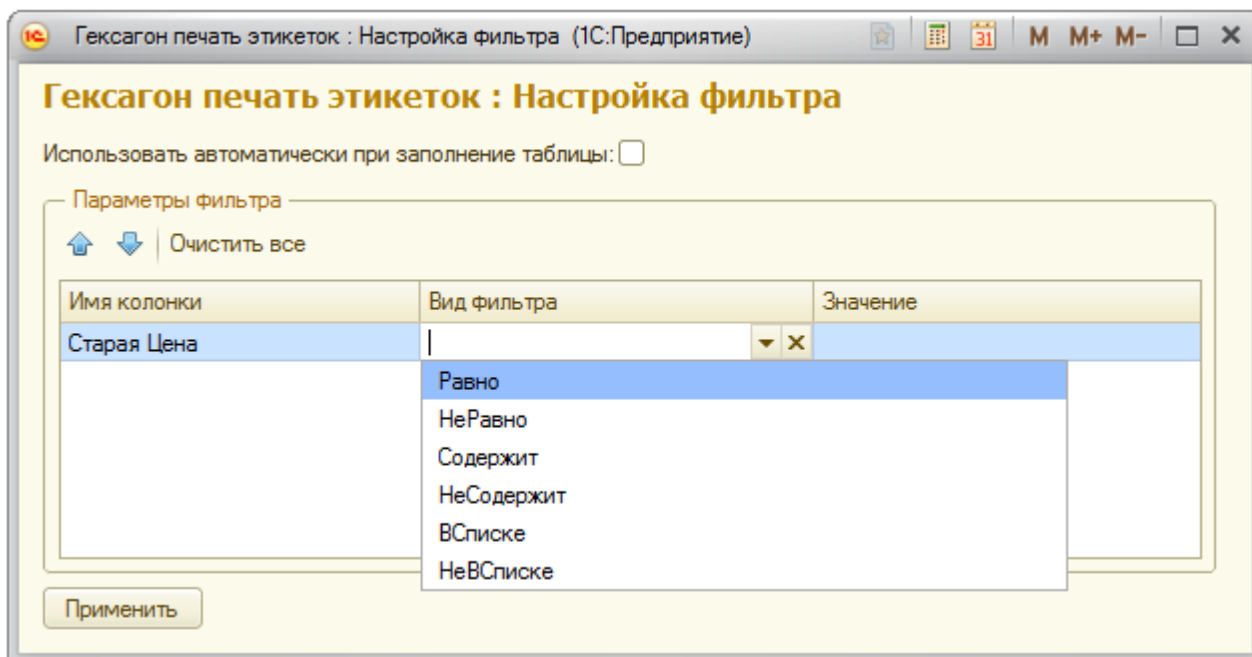 Гексагон печать этикеток : Настройка фильтра (1С:Предприятие) 31 M M+ M-
Гексагон печать этикеток : Настройка фильтра
Использовать автоматически при заполнение таблицы:
Параметры фильтра
Очистить все
Имя колонки Вид фильтра Значение
Старая Цена
Равно
НеРавно
Содержит
НеСодержит
ВСписке
НеВСписке
Применить